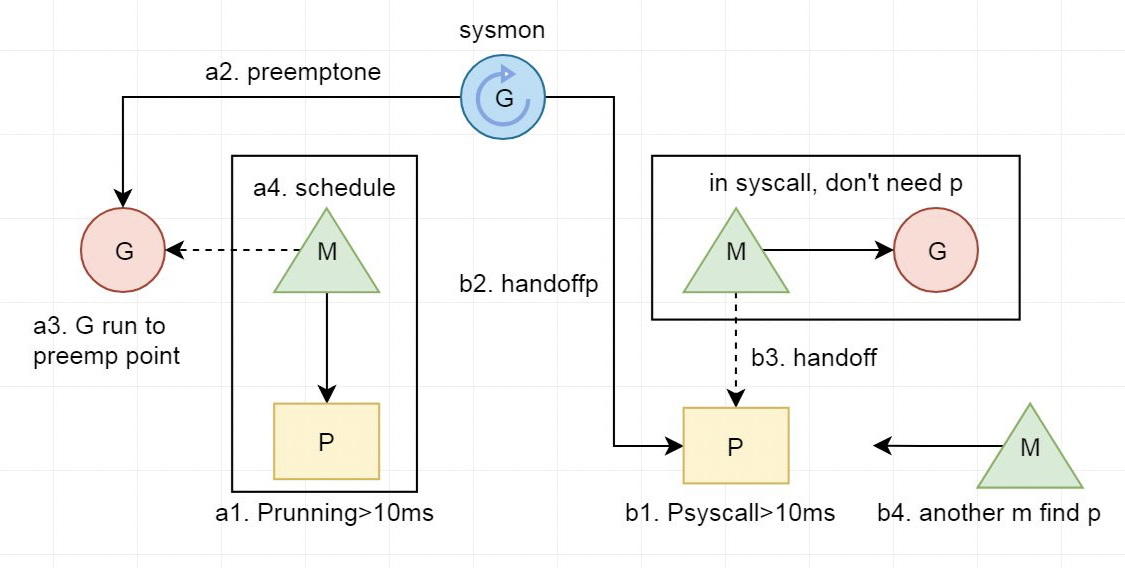 sysmon
a2. preemptone
G
a4. schedule
in syscall, don't need p
G
M
M
G
b2. handoffp
a3. G run to
preemp point
b3. handoff
P
P
M
a1. Prunning>10ms
b1. Psyscall>10ms
b4. another m find p